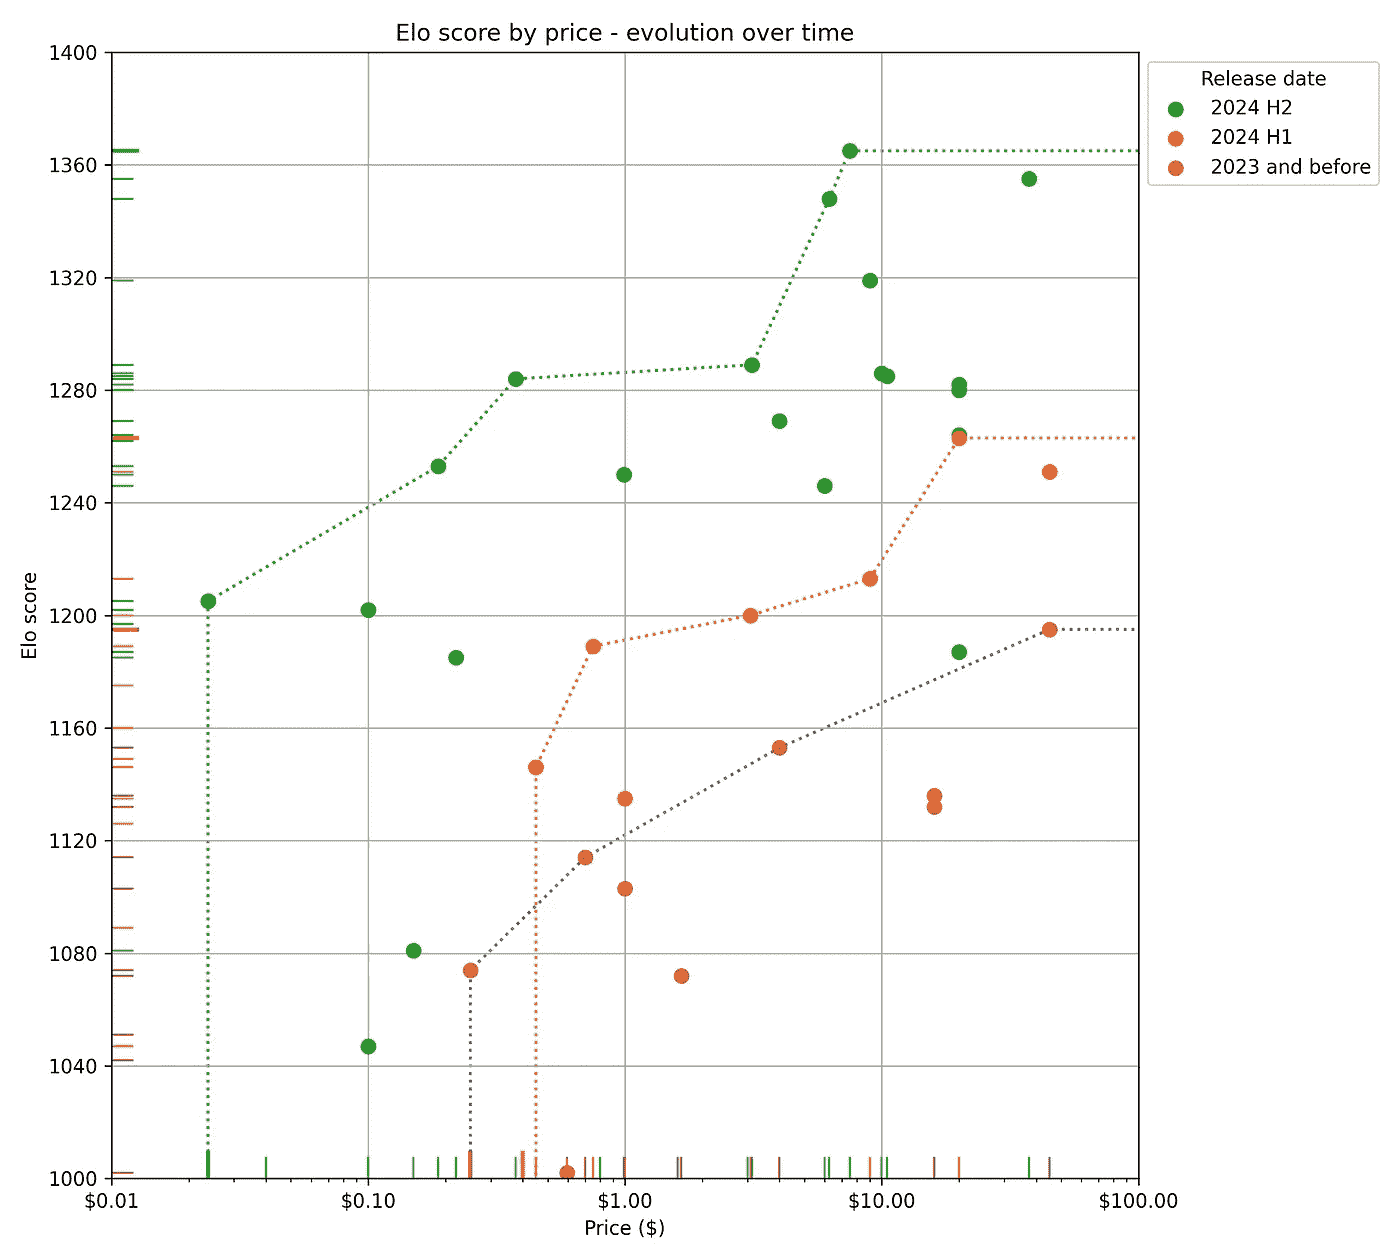 Elo score by price - evolution over time
1400
1360
1320
1280
1240
1200
1160
1120
1080
1040
1000
Elo score
$0.01
$0.10
$1.00
$10.00
$100.00
Price ($)
Release date
2024 H2
2024 H1
2023 and before